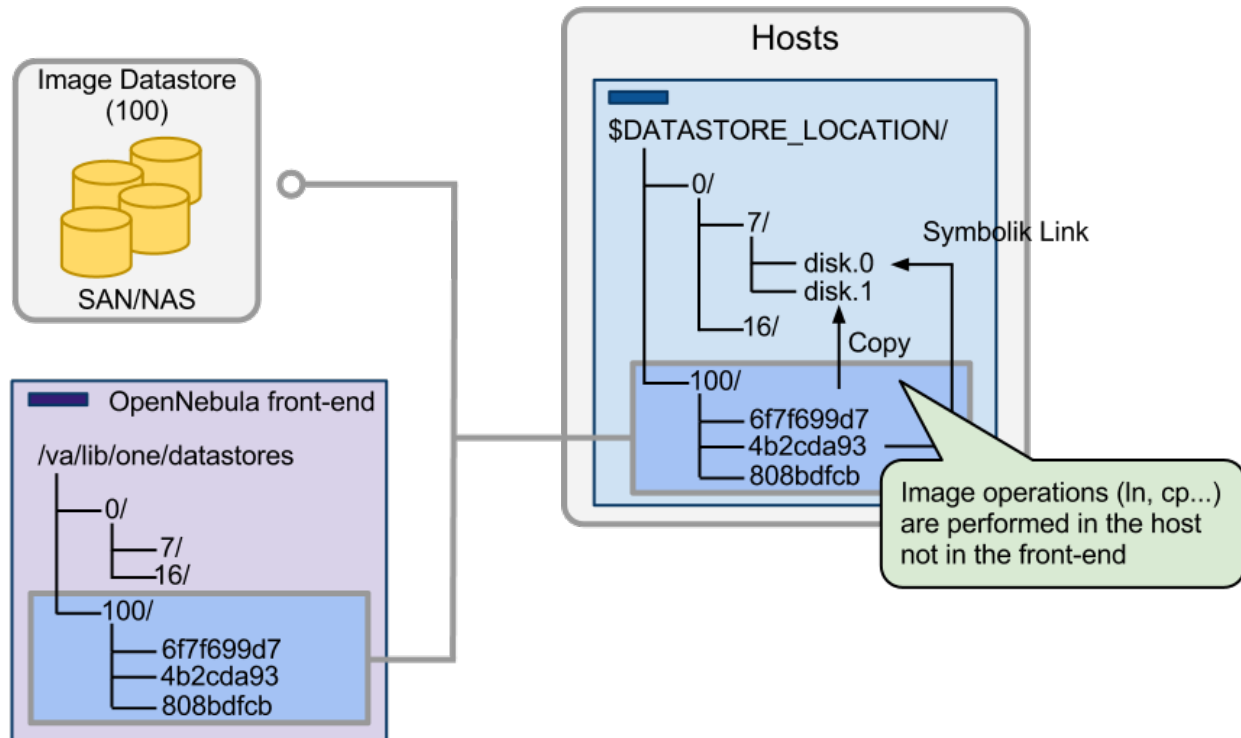 Image Datastore
(100)
SAN/NAS
OpenNebula front-end
/va/lib/one/datastores
0/
7/
16/
100/
6f7f699d7
4b2cda93
808bdfcb
Hosts
$DATASTORE_LOCATION/
0/
7/
Symbolik Link
disk.0
disk.1
16/
Copy
100/
6f7f699d7
4b2cda93
808bdfcb
Image operations (ln, cp...)
are performed in the host
not in the front-end